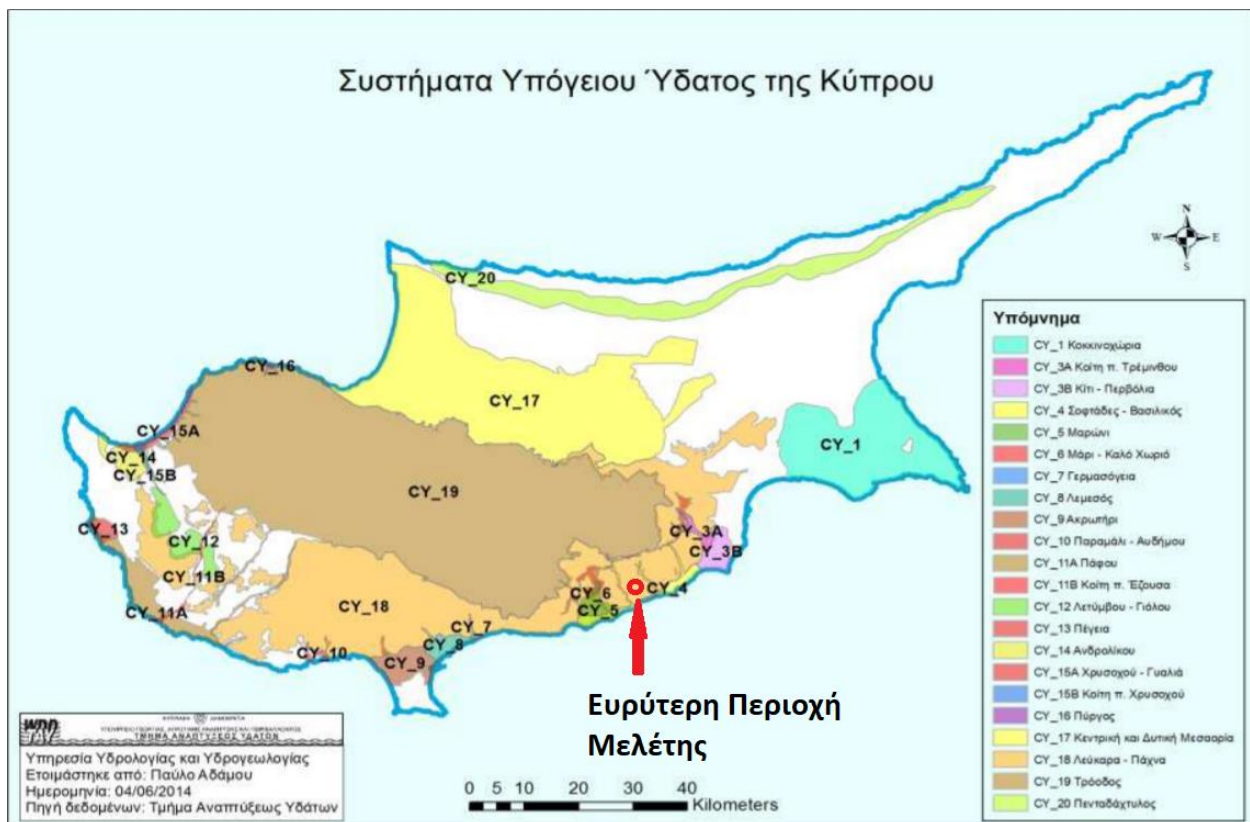 Συστήματα Υπόγειου Ύδατος της Κύπρου
N
W E
S
CY_20
CY_16
CY_17
CY_15A
CY_14
CY_15B
CY_1
CY_19
CY_13
CY_12
CY_3A
CY_3B
CY_11B
CY_6
CY_4
CY_18
CY_5
CY_11A
CY_7
CY_8
CY_10
CY_9
Ευρύτερη Περιοχή
Μελέτης
Υπόμνημα
CY_1 Κοκκινοχώρια
CY_3A Κοίτη π. Τρέμινθου
CY_3B Κίτι - Περβόλια
CY_4 Σοφτάδες - Βασιλικός
CY_5 Μαρώνι
CY_6 Μάρι - Καλό Χωριό
CY_7 Γερμασόγεια
CY_8 Λεμεσός
CY_9 Ακρωτήρι
CY_10 Παραμάλι - Αυδήμου
CY_11A Πάφου
CY_11B Κοίτη π. Έζουσα
CY_12 Λετύμβου - Γιόλου
CY_13 Πέγεια
CY_14 Ανδρολίκου
CY_15A Χρυσοχού - Γυαλιά
CY_15B Κοίτη π. Χρυσοχού
CY_16 Πύργος
CY_17 Κεντρική και Δυτική Μεσαορία
CY_18 Λεύκαρα - Πάχνα
CY_19 Τρόοδος
CY_20 Πενταδάχτυλος
ΤΜΗΜΑ ΑΝΑΠΤΥΞΕΩΣ ΥΔΑΤΩΝ
Υπηρεσία Υδρολογίας και Υδρογεωλογίας
Ετοιμάστηκε από: Παύλο Αδάμου
Ημερομηνία: 04/06/2014
Πηγή δεδομένων: Τμήμα Αναπτύξεως Υδάτων
0 5 10 20 30 40
Kilometers